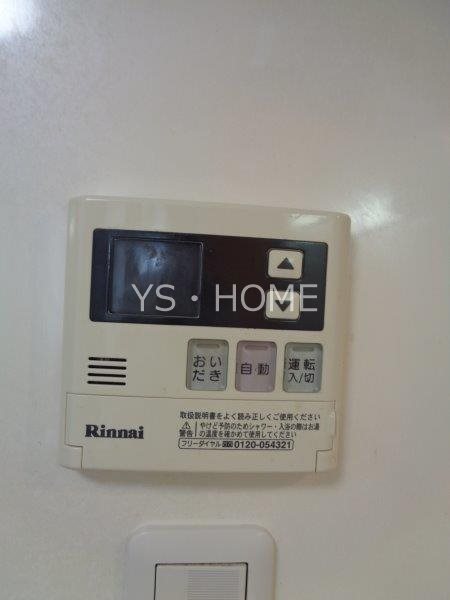 YS・HOME
おい
だき
自動
運転
入/切
Rinnai
取扱説明書をよく読み正しくご使用ください
警告 やけど予防のためシャワー・入浴の際はお湯
の温度を確かめて使用してください
フリーダイヤル 0120-054321